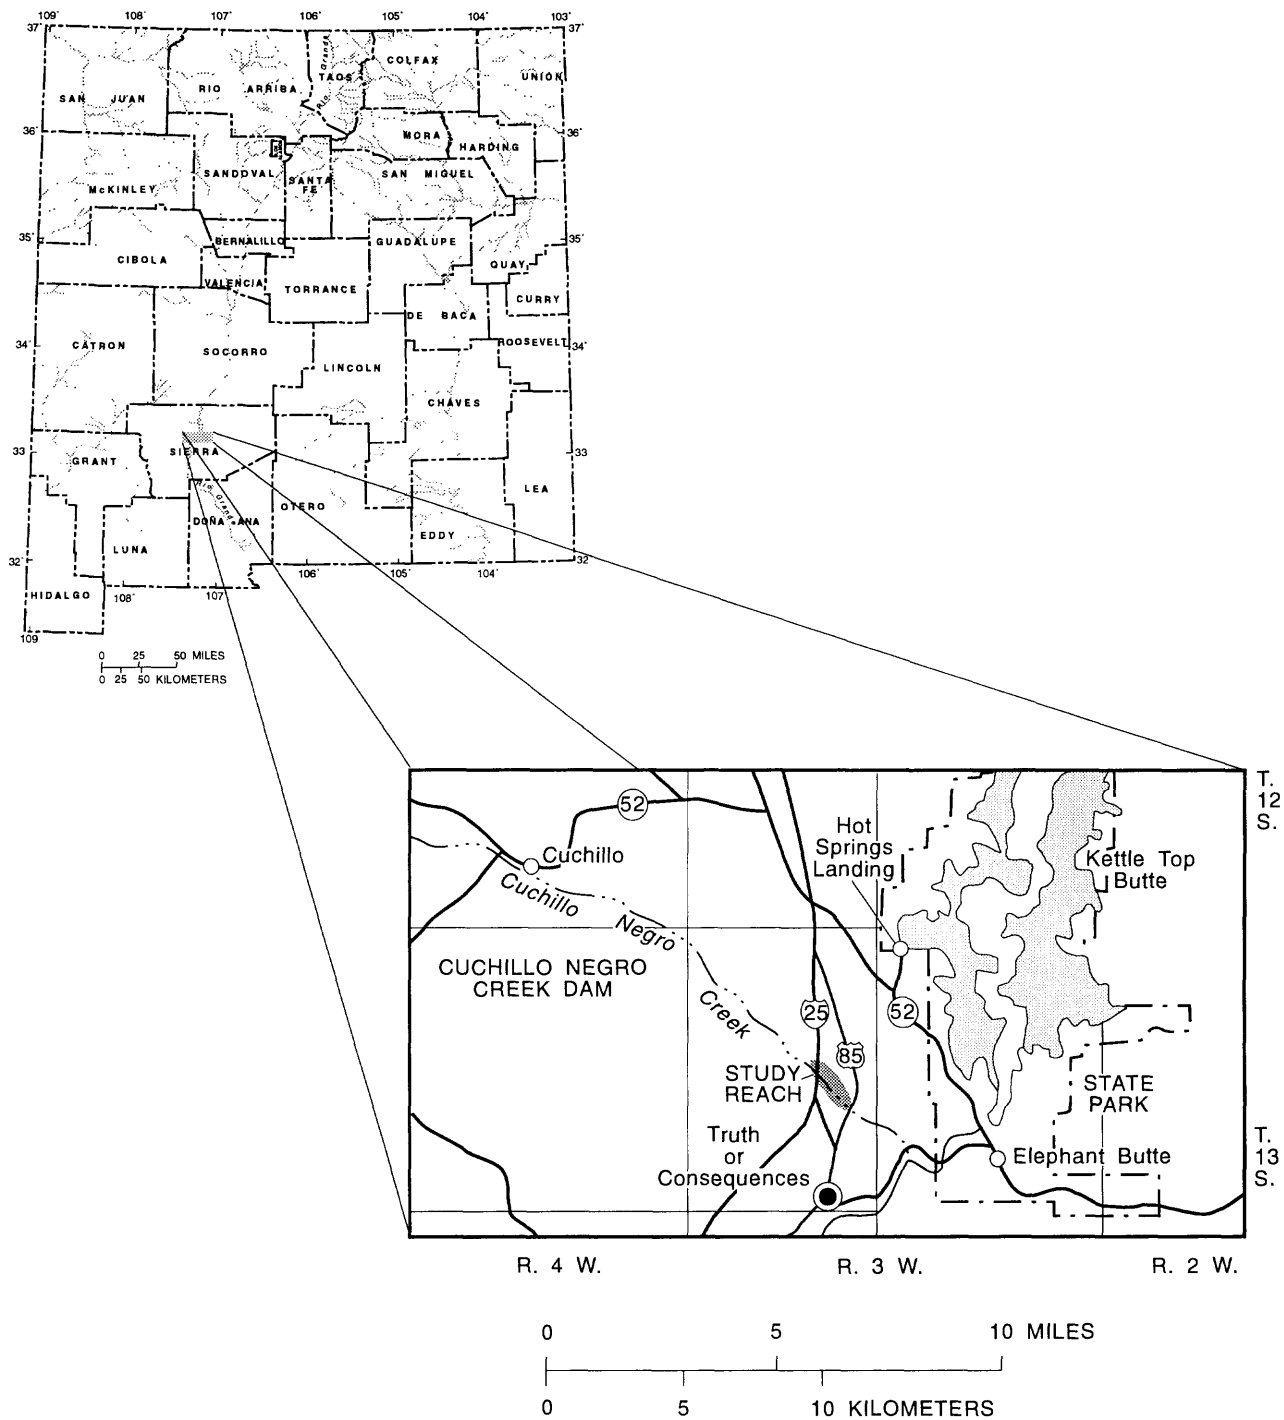 109° 108° 107° 106° 105° 104° 103°
37° 37°
SAN JUAN
RIO ARRIBA
TAOS
Rio Grande
COLFAX
UNION
36° 36°
MORA
HARDING
SANDOVAL
SANTA
FE
SAN MIGUEL
McKINLEY
35° 35°
BERNALILLO
GUADALUPE
CIBOLA
QUAY
VALENCIA
TORRANCE
CURRY
DE BACA
34° 34°
CATRON
SOCORRO
ROOSEVELT
LINCOLN
CHAVES
33 33
GRANT
SIERRA
LEA
Rio Grande
OTERO
DOÑA ANA
EDDY
LUNA
32° 32
106° 105° 104°
HIDALGO
108° 107°
109
0 25 50 MILES
0 25 50 KILOMETERS
T.
12
S.
52
Hot
Springs
Landing
Cuchillo
Kettle Top
Butte
Cuchillo Negro Creek
CUCHILLO NEGRO
CREEK DAM
25
52
85
STUDY
REACH
STATE
PARK
Truth
or
Consequences
Elephant Butte
T.
13
S.
R. 4 W. R. 3 W. R. 2 W.
0 5 10 MILES
0 5 10 KILOMETERS